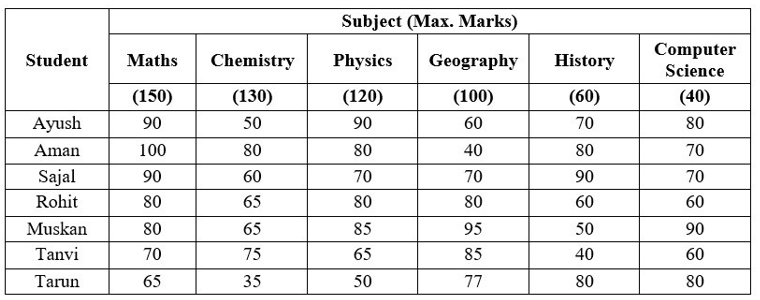 Student Subject (Max. Marks)
Maths Chemistry Physics Geography History Computer Science
(150) (130) (120) (100) (60) (40)
Ayush 90 50 90 60 70 80
Aman 100 80 80 40 80 70
Sajal 90 60 70 70 90 70
Rohit 80 65 80 80 60 60
Muskan 80 65 85 95 50 90
Tanvi 70 75 65 85 40 60
Tarun 65 35 50 77 80 80